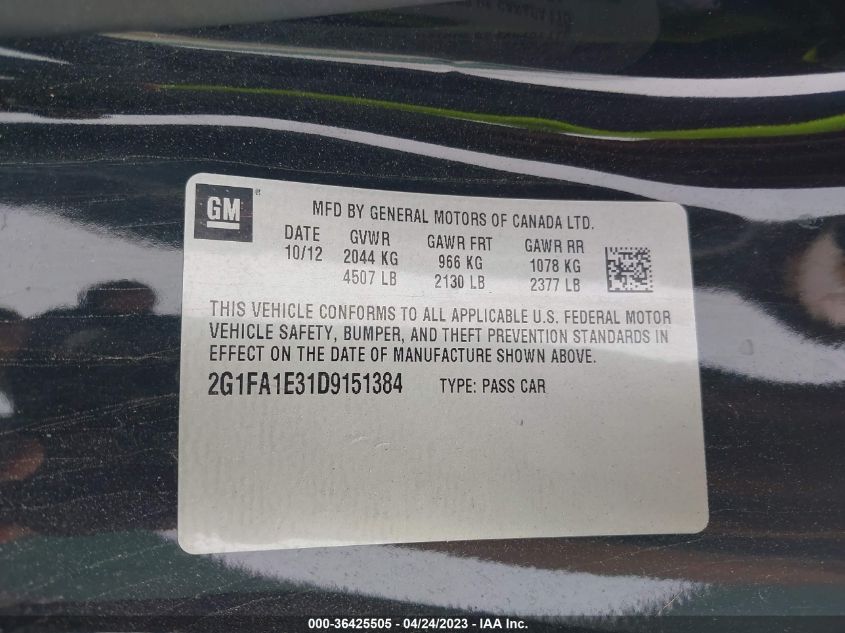 GM
MFD BY GENERAL MOTORS OF CANADA LTD.
DATE GVWR GAWR FRT GAWR RR
10/12 2044 KG 966 KG 1078 KG
4507 LB 2130 LB 2377 LB
THIS VEHICLE CONFORMS TO ALL APPLICABLE U.S. FEDERAL MOTOR
VEHICLE SAFETY, BUMPER, AND THEFT PREVENTION STANDARDS IN
EFFECT ON THE DATE OF MANUFACTURE SHOWN ABOVE.
2G1FA1E31D9151384 TYPE: PASS CAR
000-36425505 - 04/24/2023 - IAA Inc.